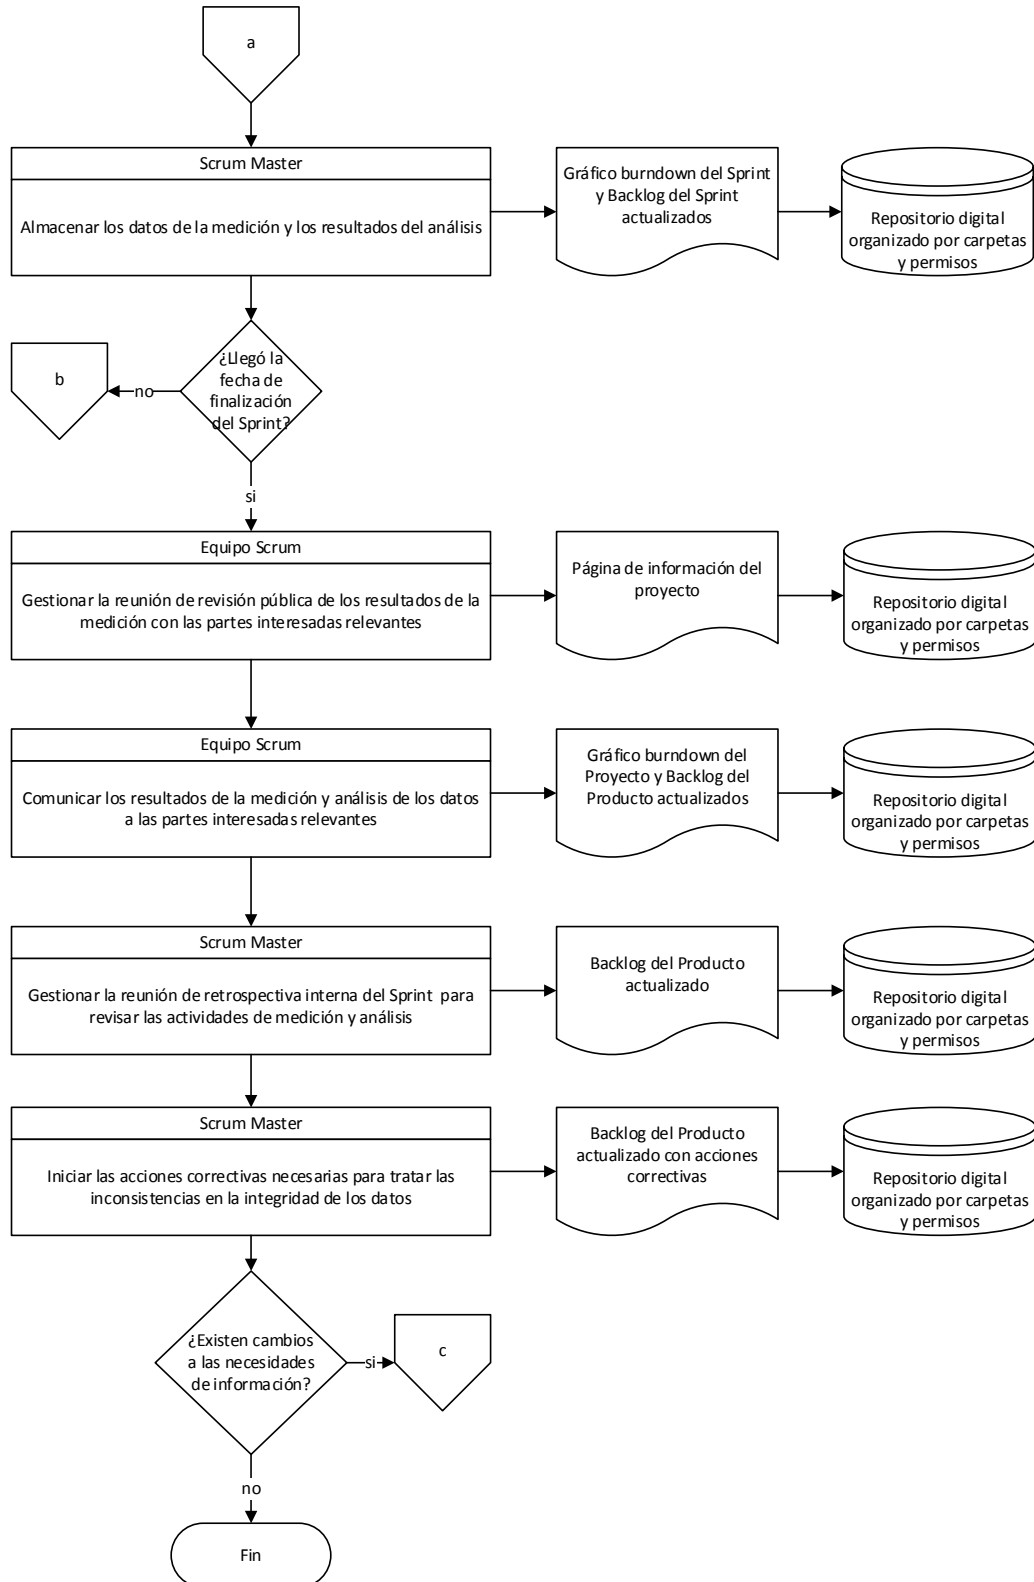 a
Scrum Master
Almacenar los datos de la medición y los resultados del análisis
Gráfico burndown del Sprint
y Backlog del Sprint
actualizados
Repositorio digital
organizado por carpetas
y permisos
¿Llegó la
fecha de
finalización
del Sprint?
no
b
si
Equipo Scrum
Gestionar la reunión de revisión pública de los resultados de la
medición con las partes interesadas relevantes
Página de información del
proyecto
Repositorio digital
organizado por carpetas
y permisos
Equipo Scrum
Comunicar los resultados de la medición y análisis de los datos
a las partes interesadas relevantes
Gráfico burndown del
Proyecto y Backlog del
Producto actualizados
Repositorio digital
organizado por carpetas
y permisos
Scrum Master
Gestionar la reunión de retrospectiva interna del Sprint para
revisar las actividades de medición y análisis
Backlog del Producto
actualizado
Repositorio digital
organizado por carpetas
y permisos
Scrum Master
Iniciar las acciones correctivas necesarias para tratar las
inconsistencias en la integridad de los datos
Backlog del Producto
actualizado con acciones
correctivas
Repositorio digital
organizado por carpetas
y permisos
¿Existen cambios
a las necesidades
de información?
si
c
no
Fin